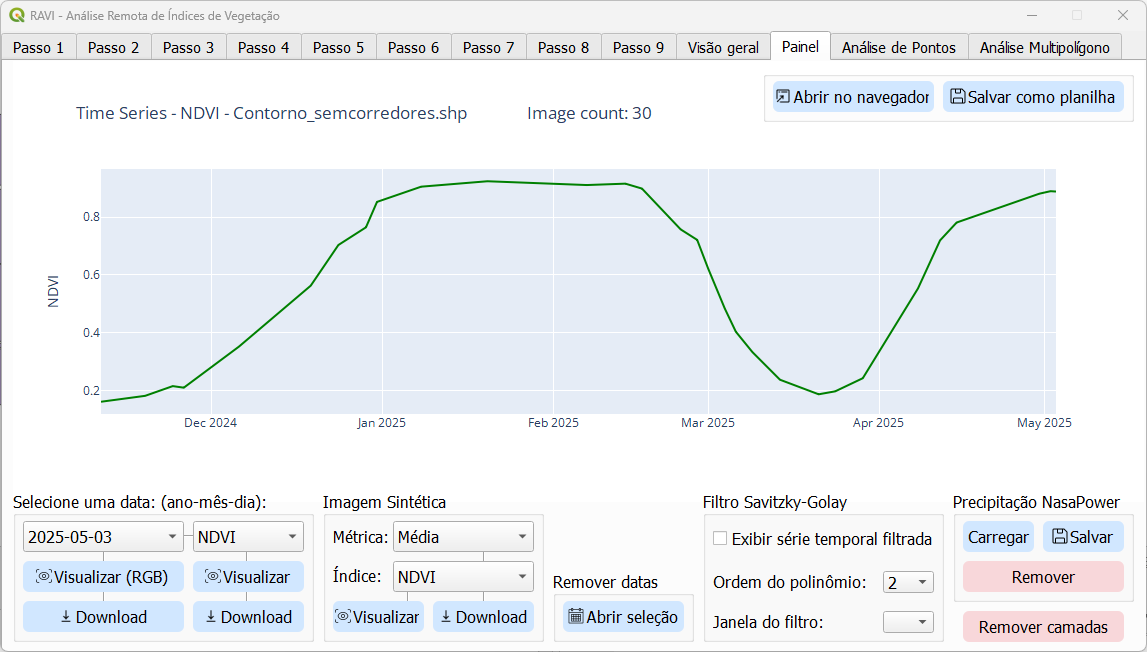 RAVI - Análise Remota de Índices de Vegetação
Passo 1 Passo 2 Passo 3 Passo 4 Passo 5 Passo 6 Passo 7 Passo 8 Passo 9 Visão geral Painel Análise de Pontos Análise Multipolígono
Abrir no navegador Salvar como planilha
Time Series - NDVI - Contorno_semcorredores.shp Image count: 30
NDVI
0.8
0.6
0.4
0.2
Dec 2024 Jan 2025 Feb 2025 Mar 2025 Apr 2025 May 2025
Selecione uma data: (ano-mês-dia):
2025-05-03 NDVI
Visualizar (RGB) Visualizar
Download Download
Imagem Sintética
Métrica: Média
Índice: NDVI
Visualizar Download
Remover datas
Abrir seleção
Filtro Savitzky-Golay
Exibir série temporal filtrada
Ordem do polinômio: 2
Janela do filtro:
Precipitação NasaPower
Carregar Salvar
Remover
Remover camadas